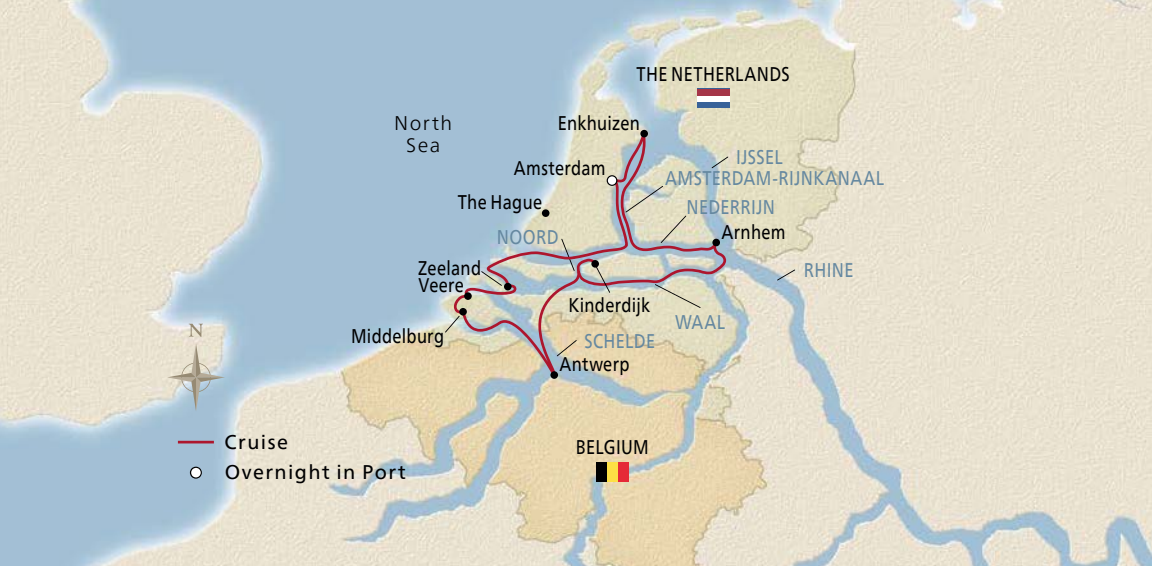 THE NETHERLANDS
Enkhuizen
North
Sea
IJSSEL
Amsterdam
AMSTERDAM-RIJNKANAAL
The Hague
NEDERRIJN
Arnhem
NOORD
Zeeland
RHINE
Veere
Kinderdijk
WAAL
N
Middelburg
SCHELDE
Antwerp
Cruise
BELGIUM
Overnight in Port